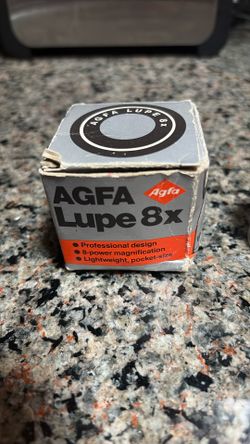 AGFA LUPE 8x
AGFA
Lupe 8x
Agfa
• Professional design
• 8-power magnification
• Lightweight, pocket-size